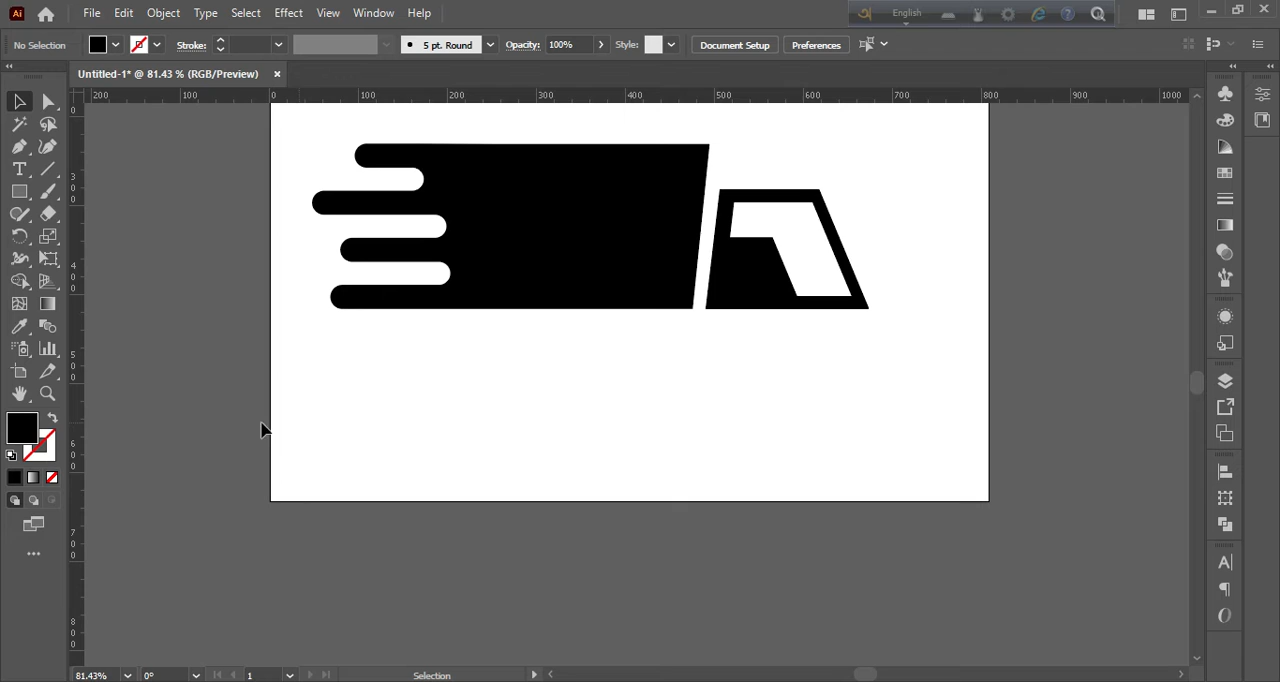 Ai File Edit Object Type Select Effect View Window Help English
No Selection Stroke: 5 pt. Round Opacity: 100% Style: Document Setup Preferences
Untitled-1* @ 81.43 % (RGB/Preview) ×
200 100 0 100 200 300 400 500 600 700 800 900 1000
0
300
400
500
600
700
800
81.43% 0° 1 Selection